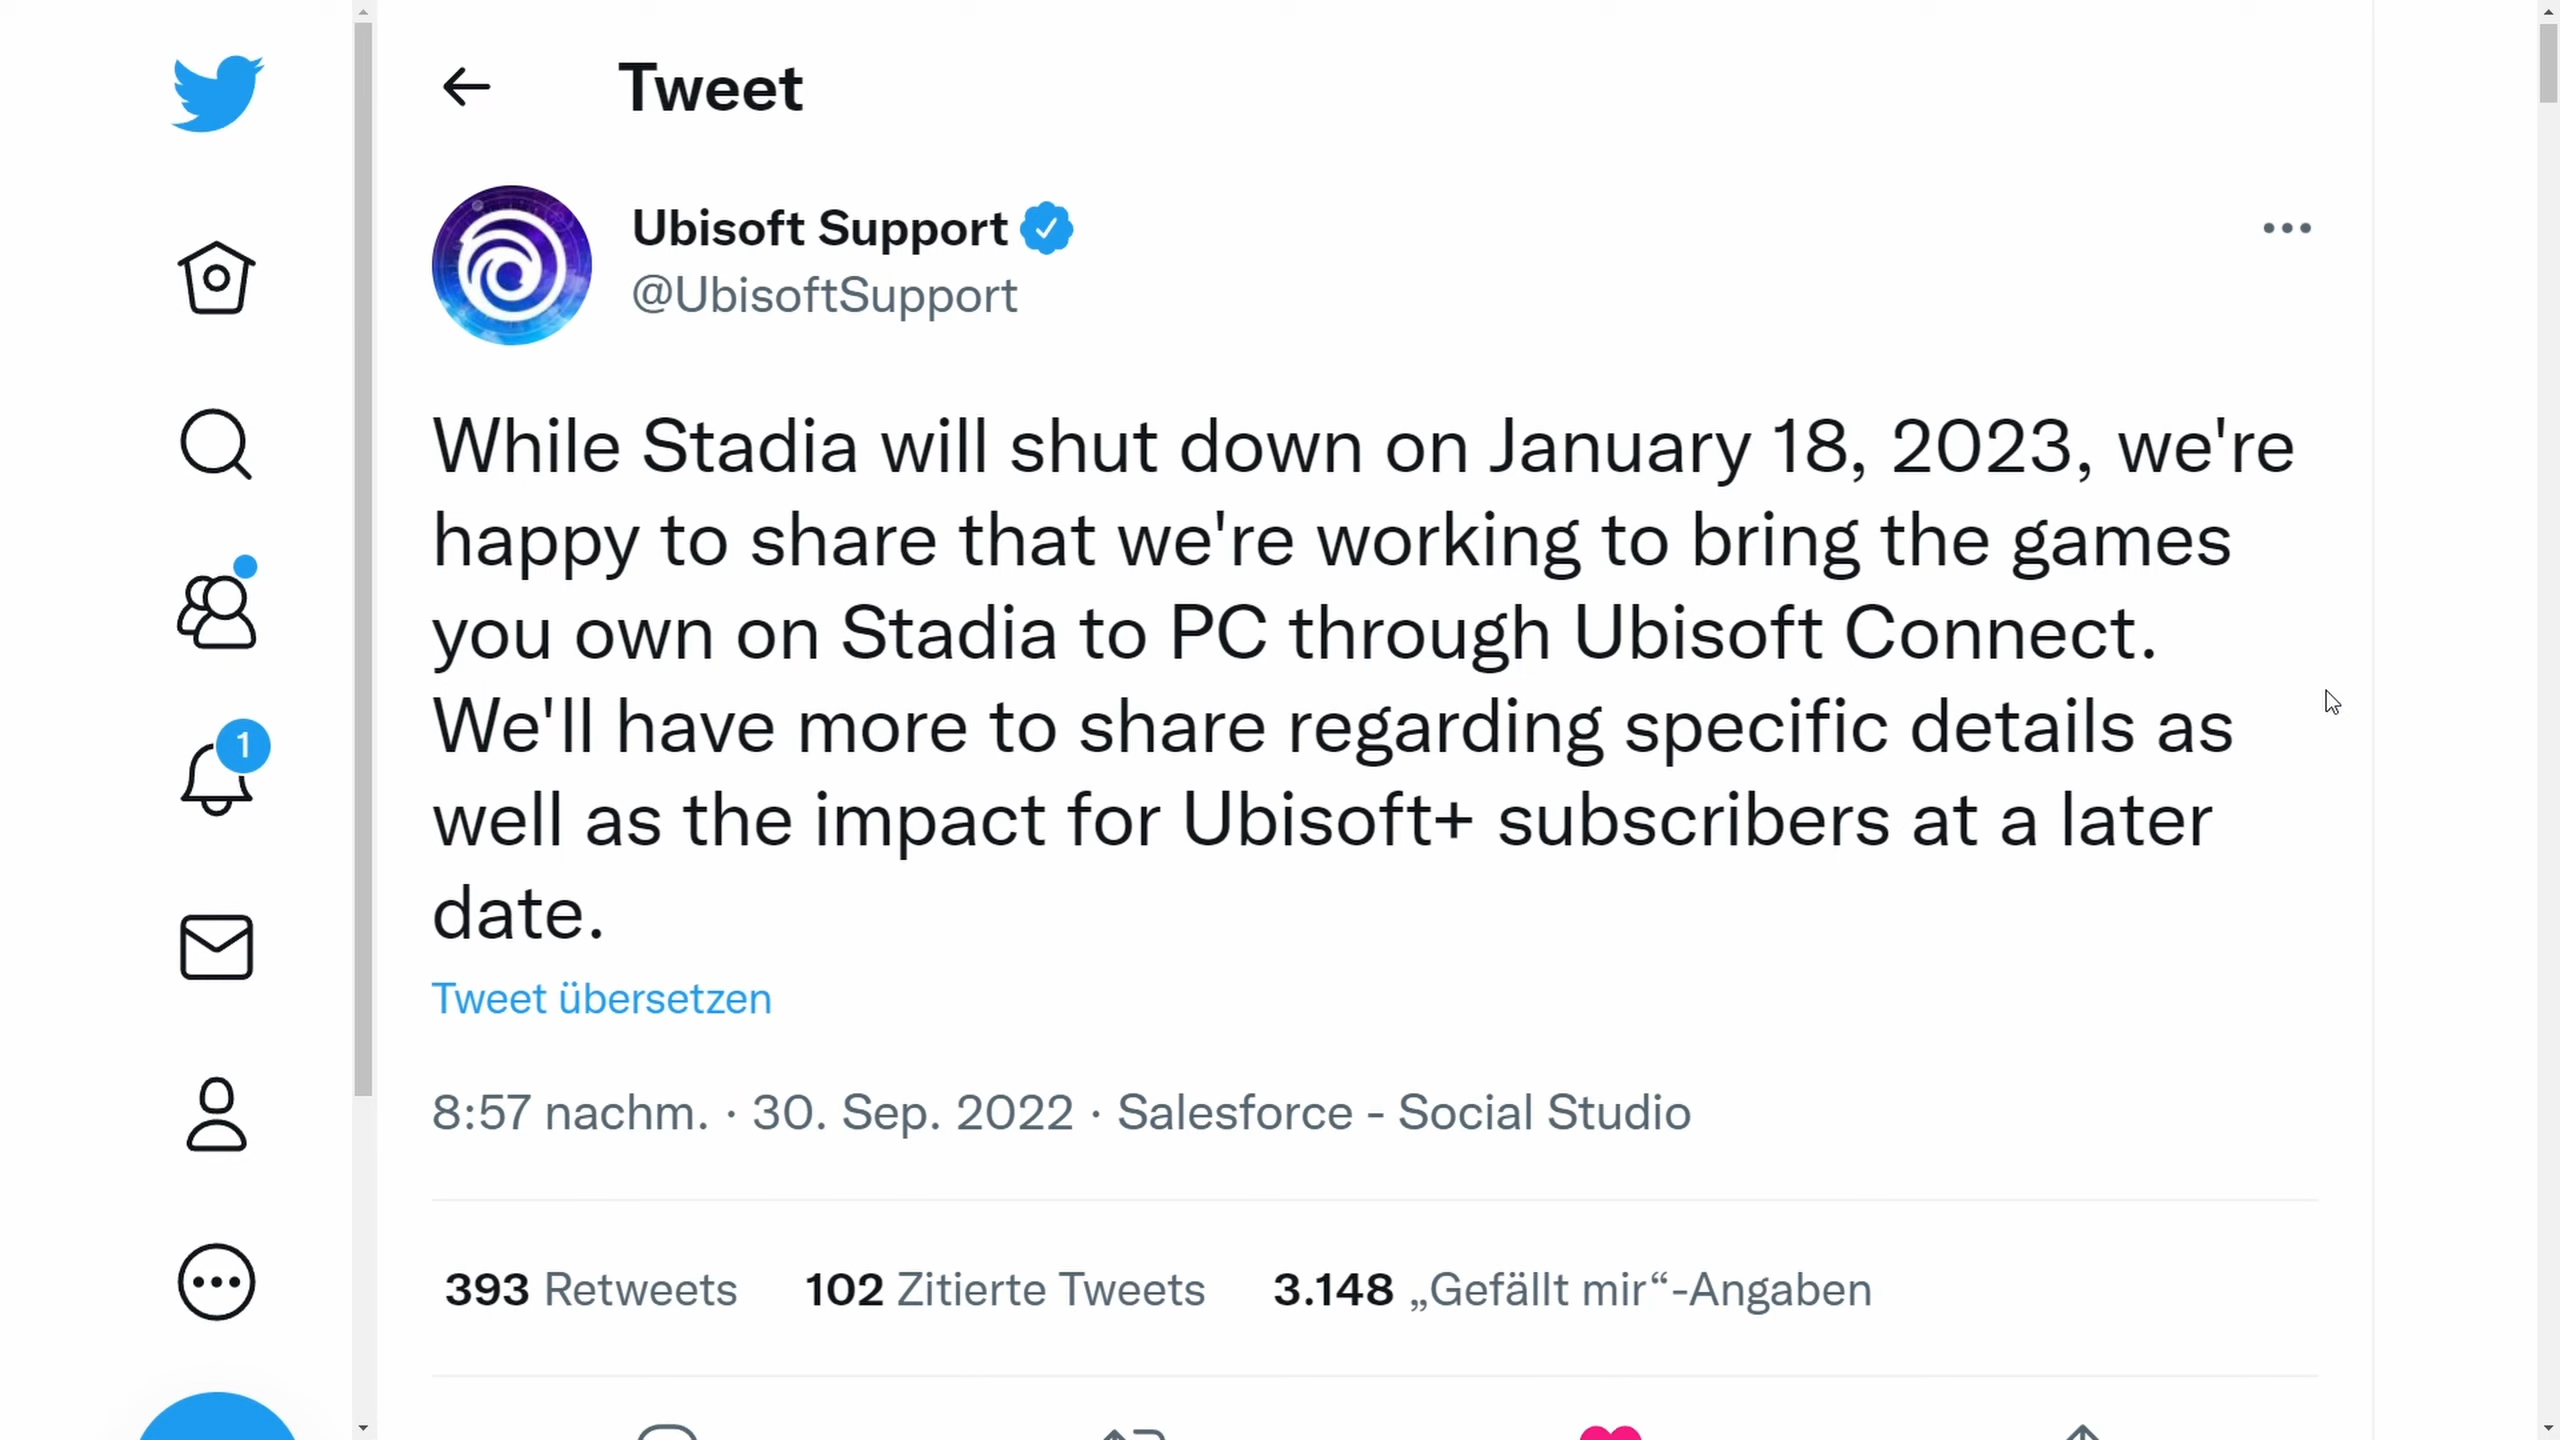 Tweet
Ubisoft Support
@UbisoftSupport
While Stadia will shut down on January 18, 2023, we're
happy to share that we're working to bring the games
you own on Stadia to PC through Ubisoft Connect.
We'll have more to share regarding specific details as
well as the impact for Ubisoft+ subscribers at a later
date.
Tweet übersetzen
8:57 nachm. · 30. Sep. 2022 · Salesforce - Social Studio
393 Retweets 102 Zitierte Tweets 3.148 „Gefällt mir“-Angaben
1